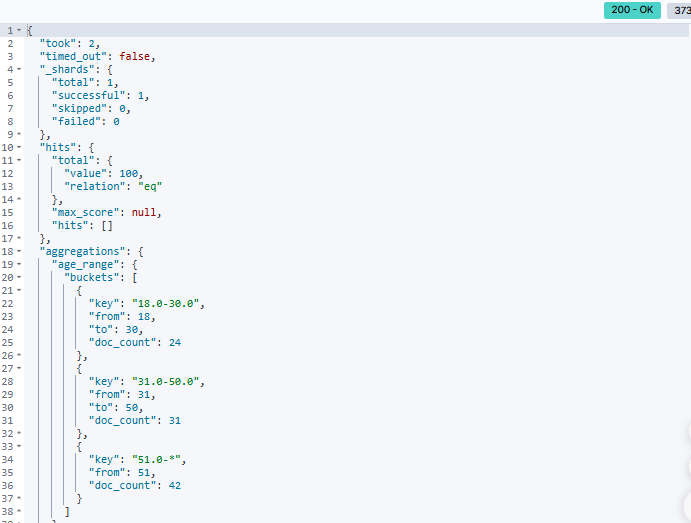 200 - OK
373
1 {
2 "took": 2,
3 "timed_out": false,
4 "_shards": {
5 "total": 1,
6 "successful": 1,
7 "skipped": 0,
8 "failed": 0
9 },
10 "hits": {
11 "total": {
12 "value": 100,
13 "relation": "eq"
14 },
15 "max_score": null,
16 "hits": []
17 },
18 "aggregations": {
19 "age_range": {
20 "buckets": [
21 {
22 "key": "18.0-30.0",
23 "from": 18,
24 "to": 30,
25 "doc_count": 24
26 },
27 {
28 "key": "31.0-50.0",
29 "from": 31,
30 "to": 50,
31 "doc_count": 31
32 },
33 {
34 "key": "51.0-*",
35 "from": 51,
36 "doc_count": 42
37 }
38 ]